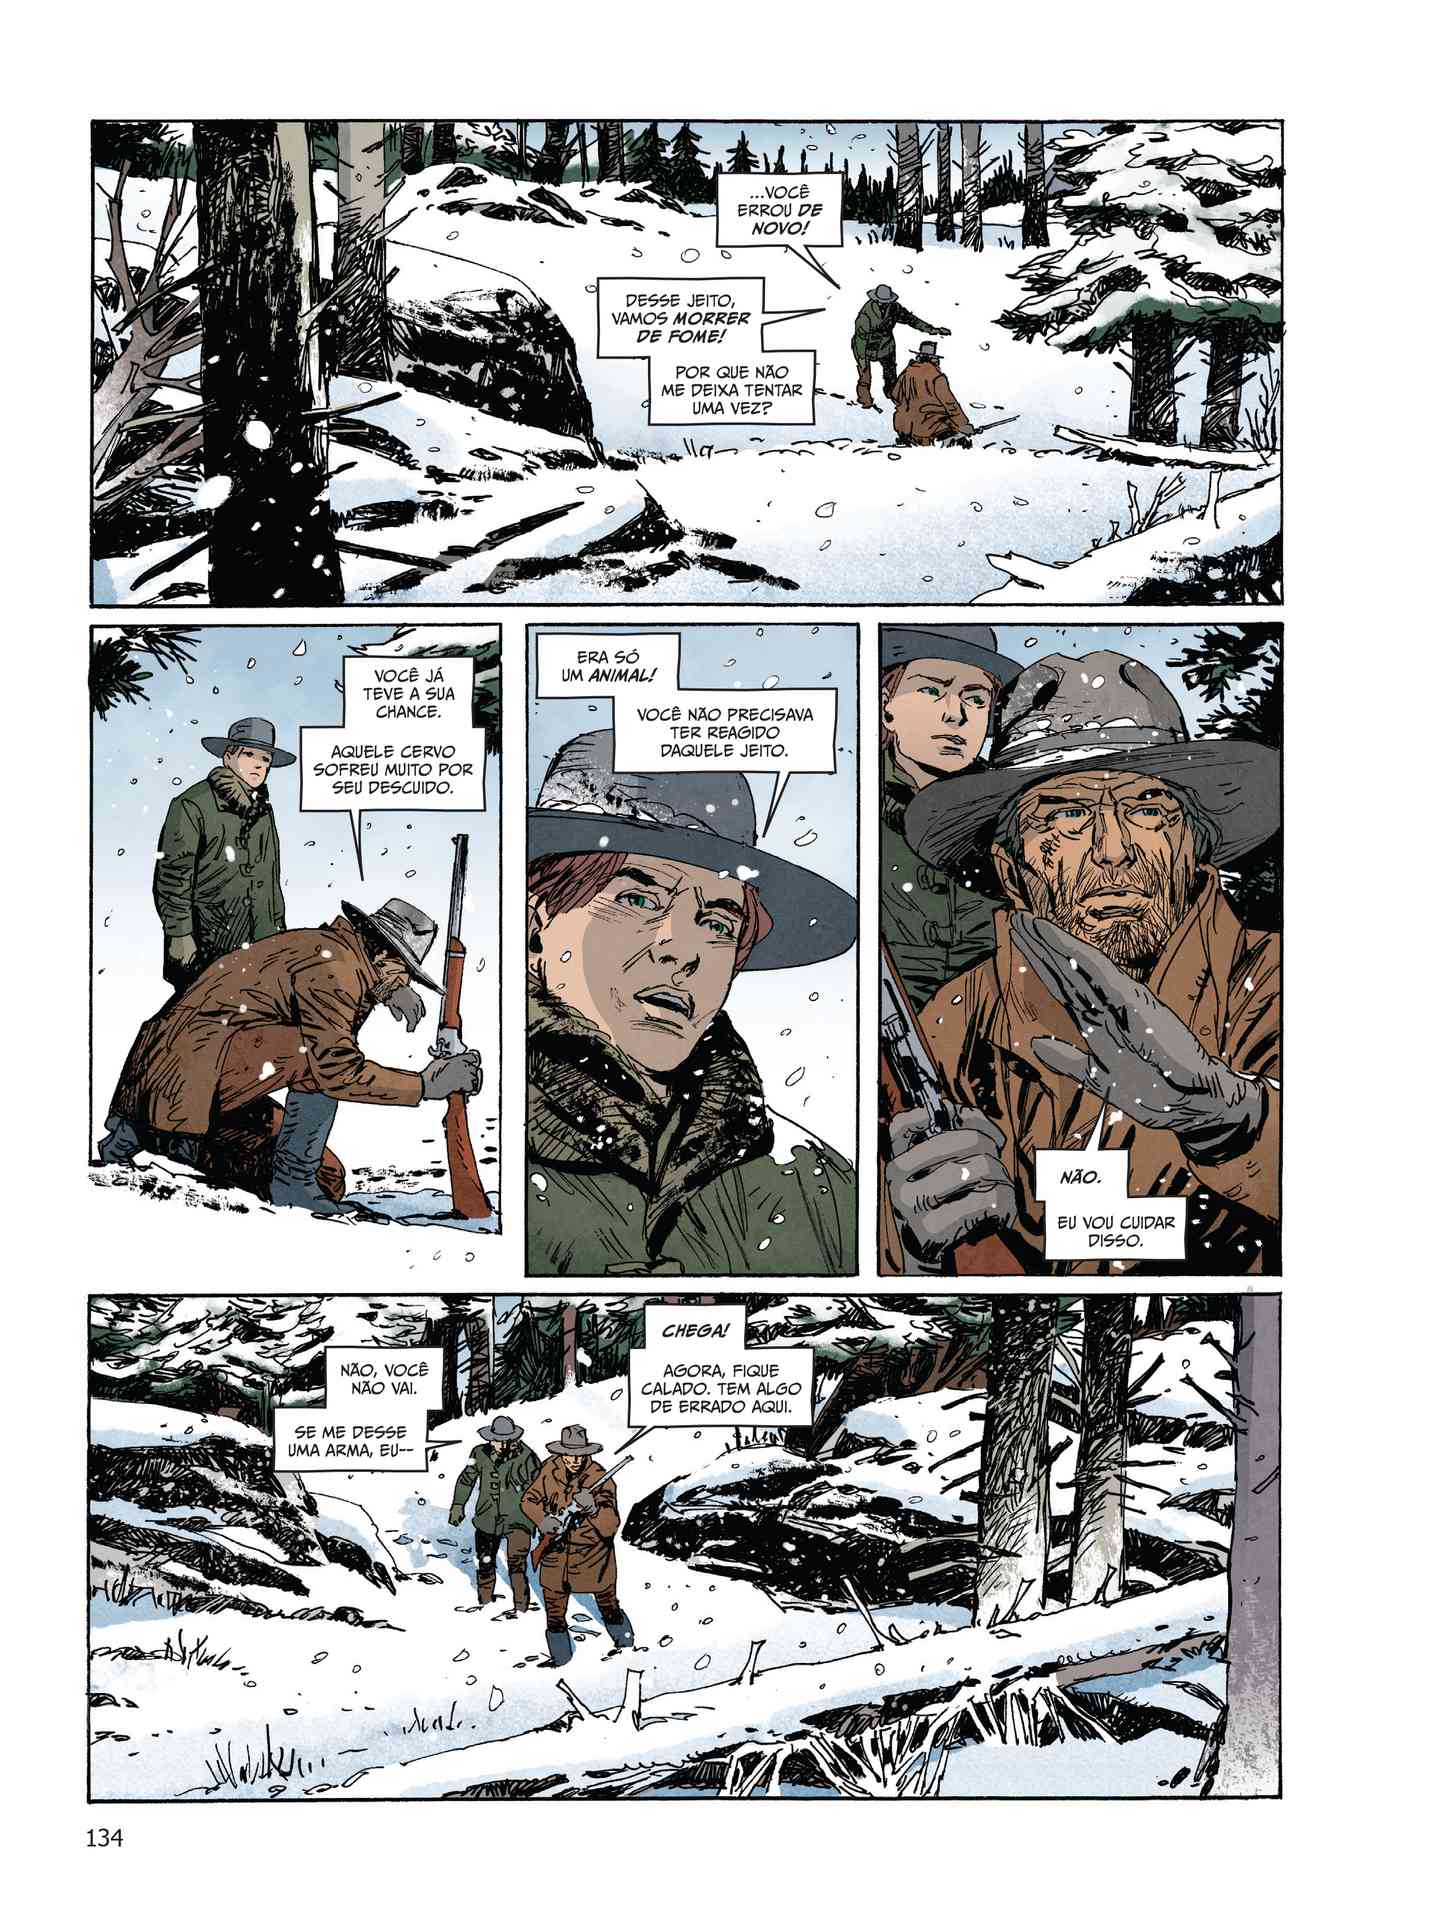 ...VOCÊ
ERROU DE
NOVO!
DESSE JEITO,
VAMOS MORRER
DE FOME!
POR QUE NÃO
ME DEIXA TENTAR
UMA VEZ?
VOCÊ JÁ
TEVE A SUA
CHANCE.
AQUELE CERVO
SOFREU MUITO POR
SEU DESCUIDO.
ERA SÓ
UM ANIMAL!
VOCÊ NÃO PRECISAVA
TER REAGIDO
DAQUELE JEITO.
NÃO.
EU VOU CUIDAR
DISSO.
NÃO, VOCÊ
NÃO VAI.
SE ME DESSE
UMA ARMA, EU--
CHEGA!
AGORA, FIQUE
CALADO. TEM ALGO
DE ERRADO AQUI.
134